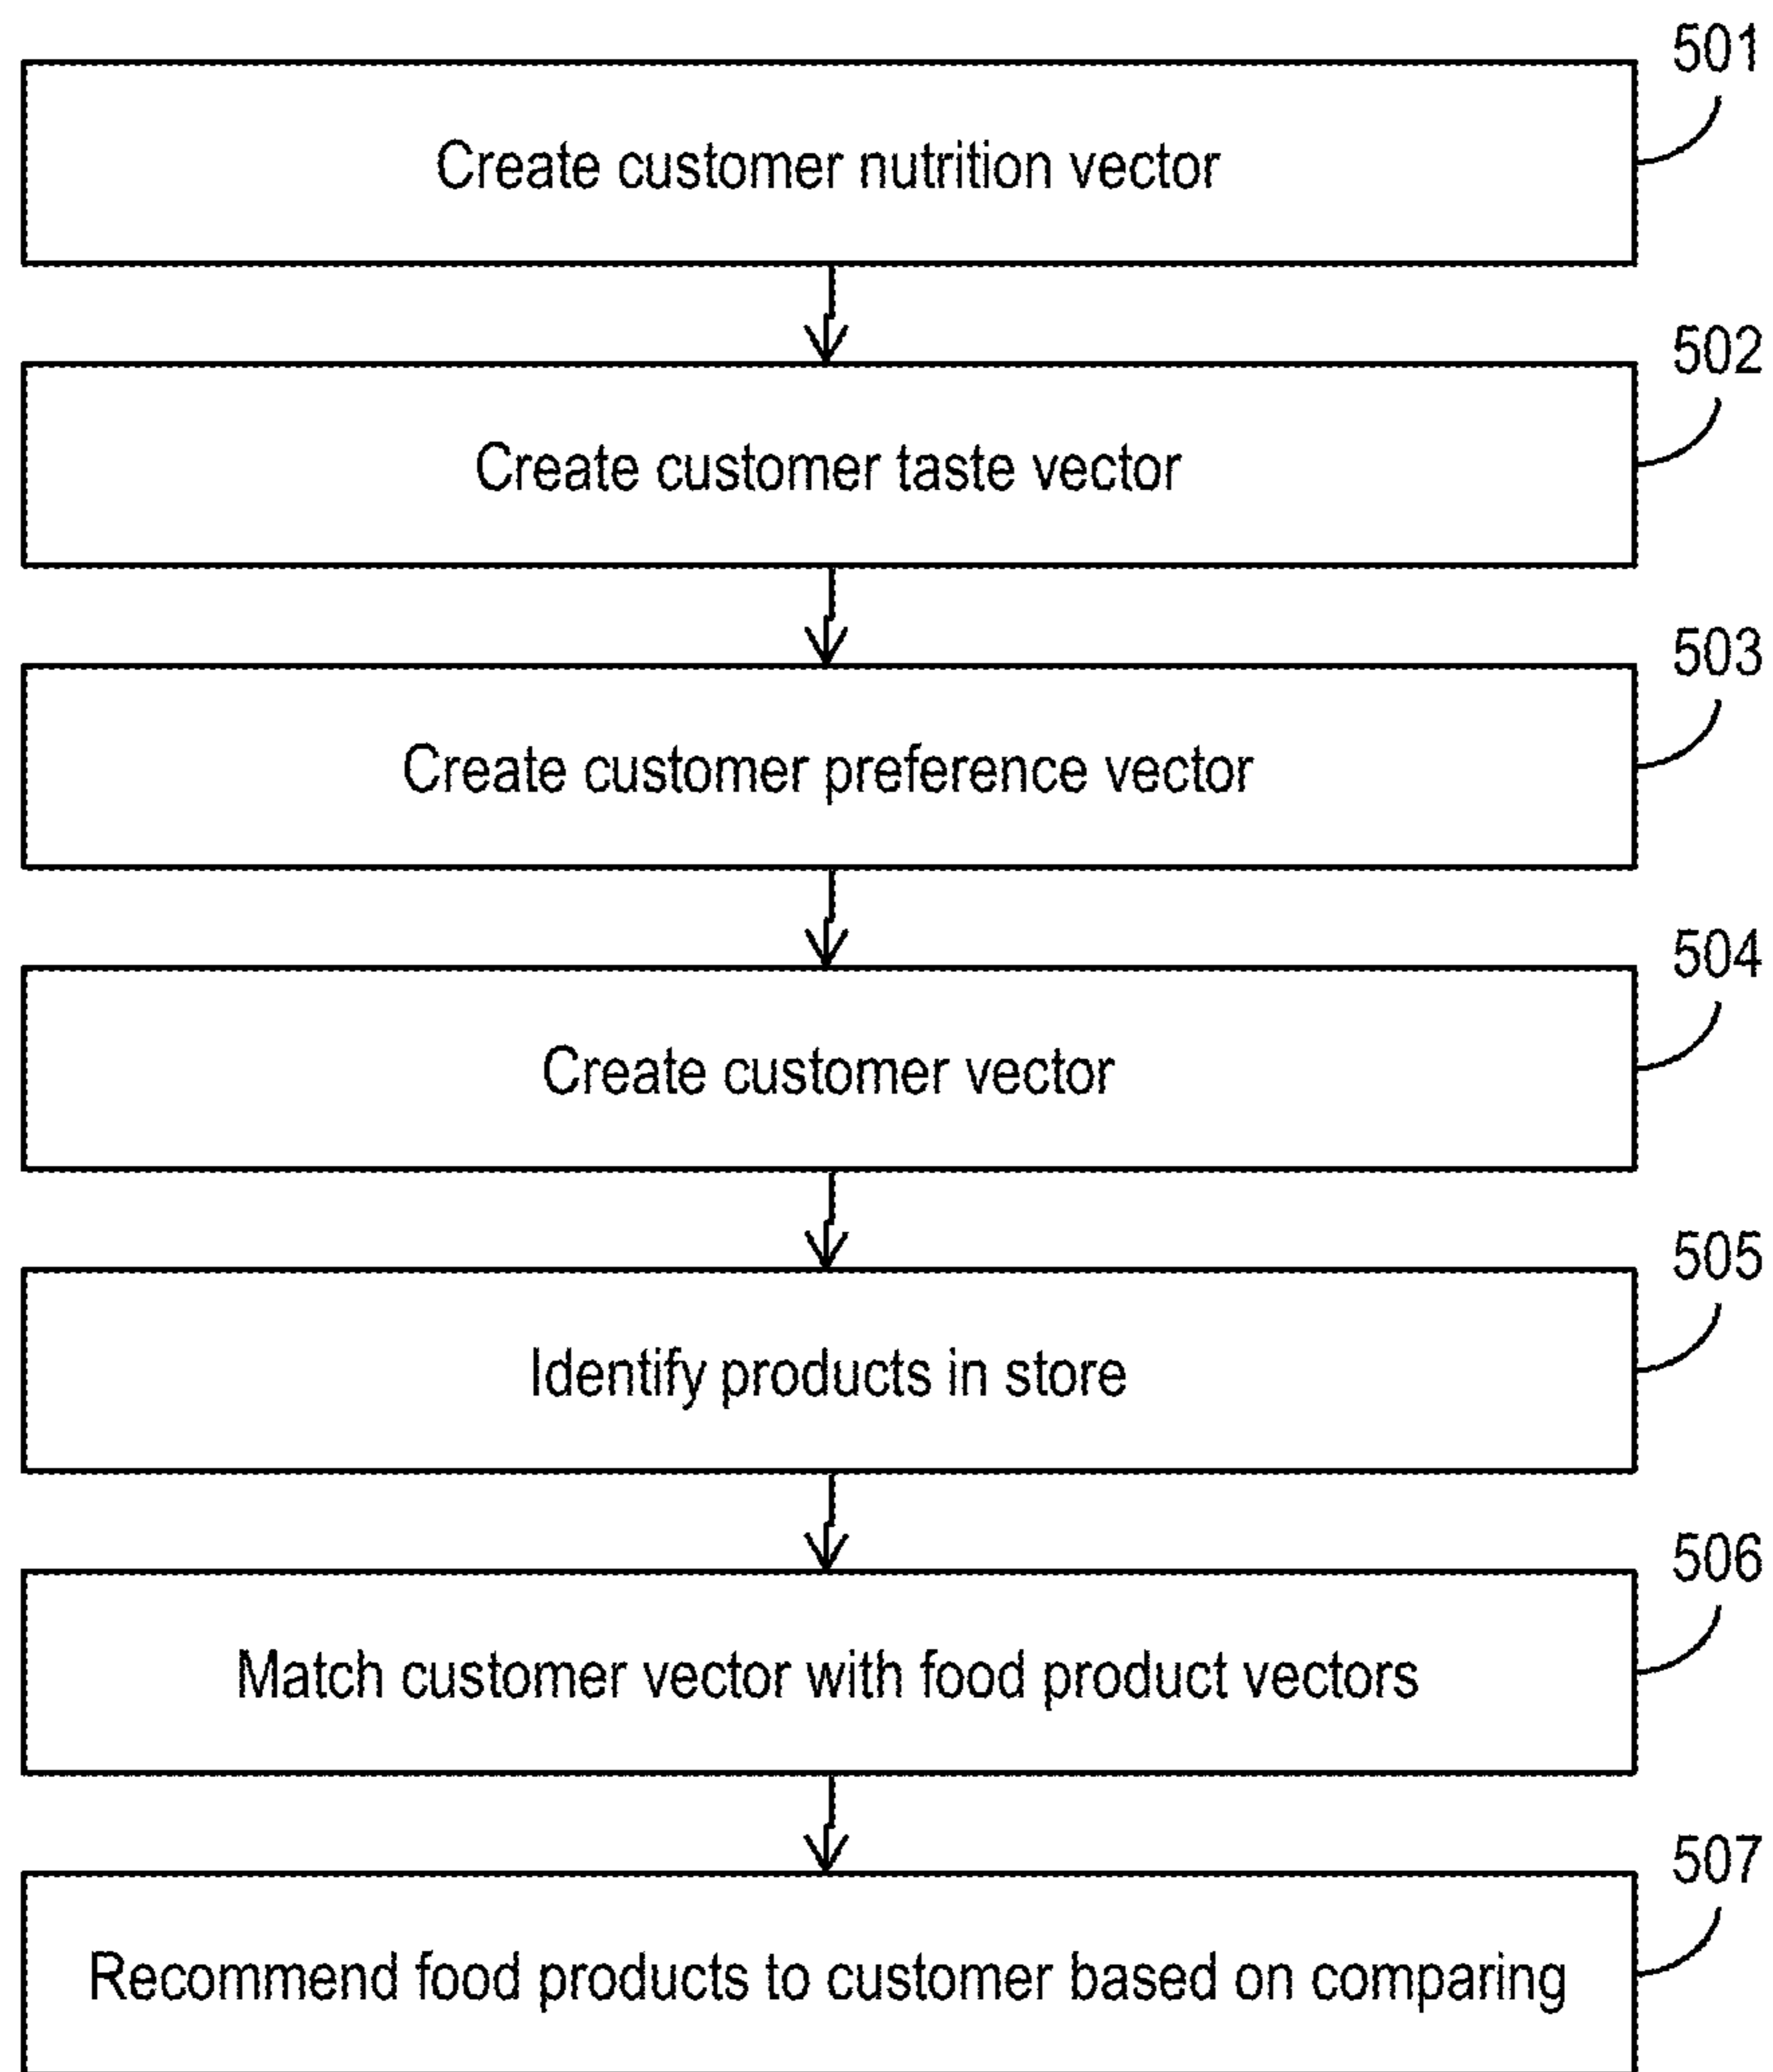 501
Create customer nutrition vector
502
Create customer taste vector
503
Create customer preference vector
504
Create customer vector
505
Identify products in store
506
Match customer vector with food product vectors
507
Recommend food products to customer based on comparing